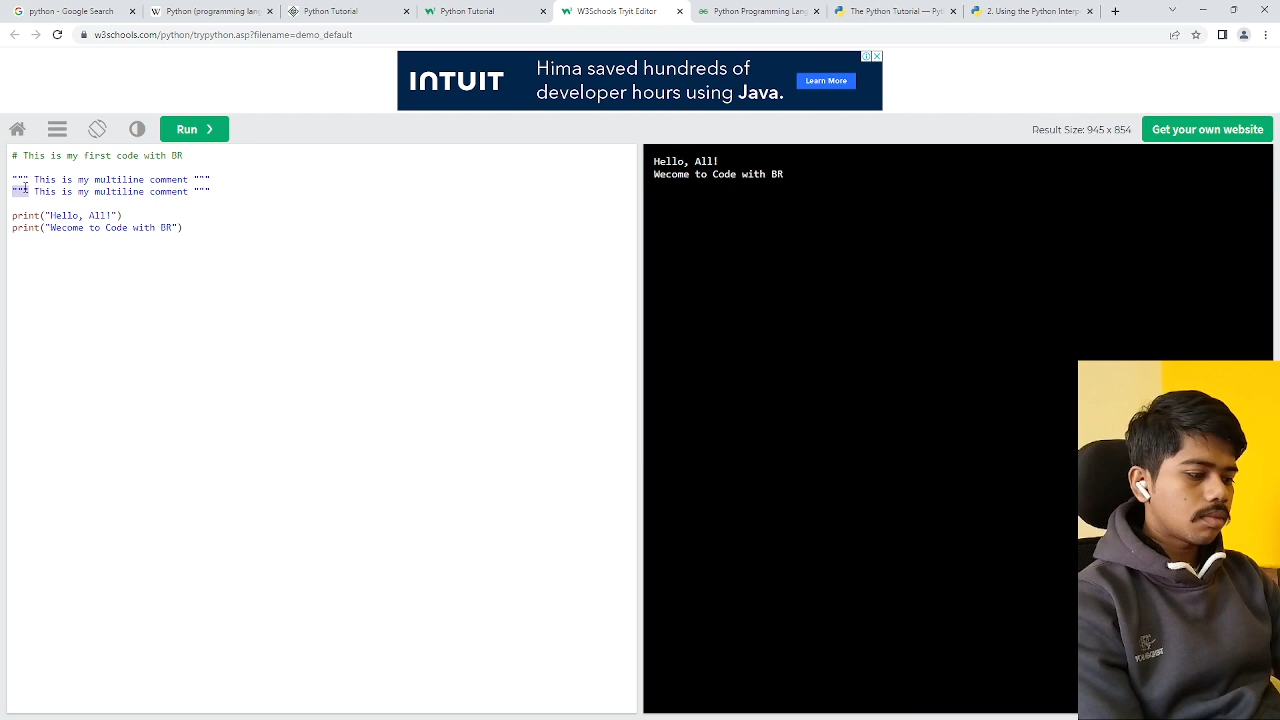 python - Google Search
Python (programming lang
Python Tutorial
Python Tutorial
W3Schools Tryit Editor
Python Programming Lang
The Python Tutorial — Pyt
2. Using the Python Interp
w3schools.com/python/trypython.asp?filename=demo_default
INTUIT
Hima saved hundreds of
developer hours using Java.
Learn More
Run ❯
Result Size: 945 x 854
Get your own website
# This is my first code with BR
""" This is my multiline comment """
""" This is my multiline comment """
print("Hello, All!")
print("Wecome to Code with BR")
Hello, All!
Wecome to Code with BR